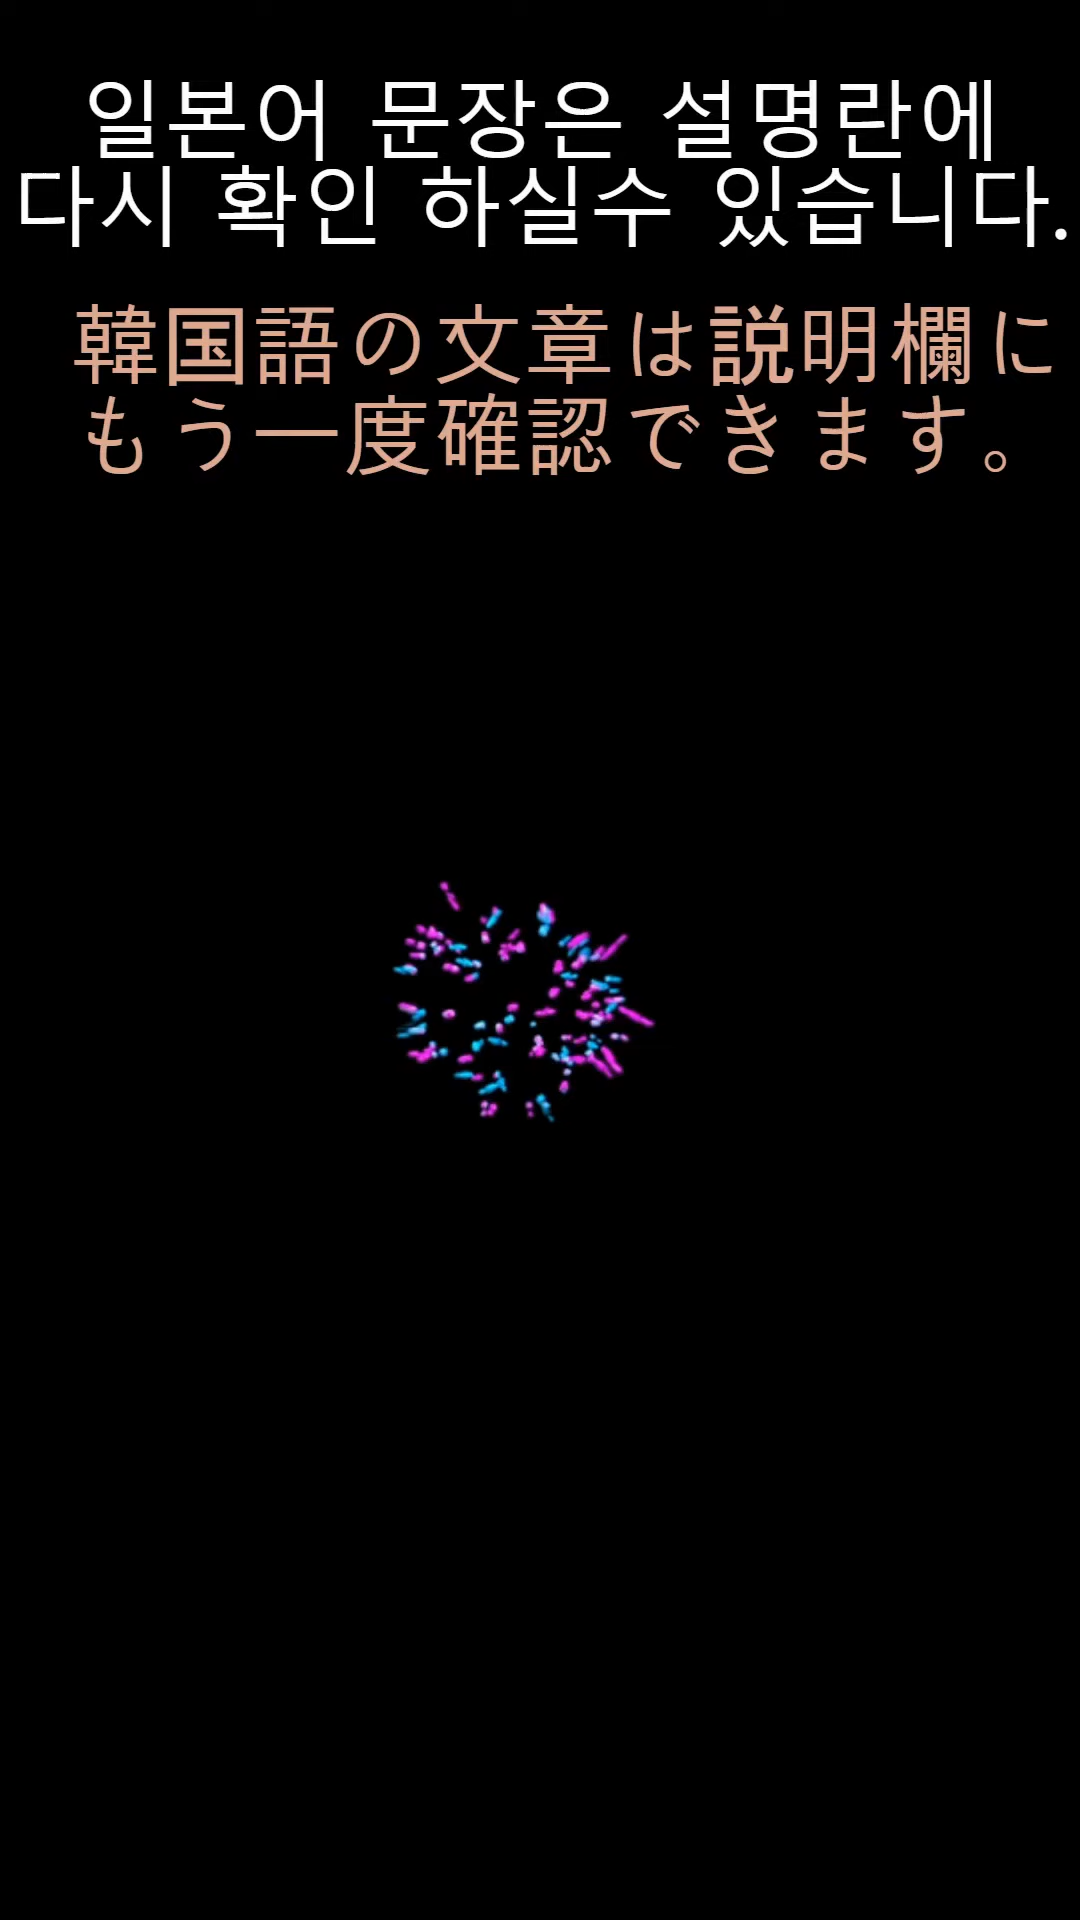 일본어 문장은 설명란에
다시 확인 하실수 있습니다.
韓国語の文章は説明欄に
もう一度確認できます。